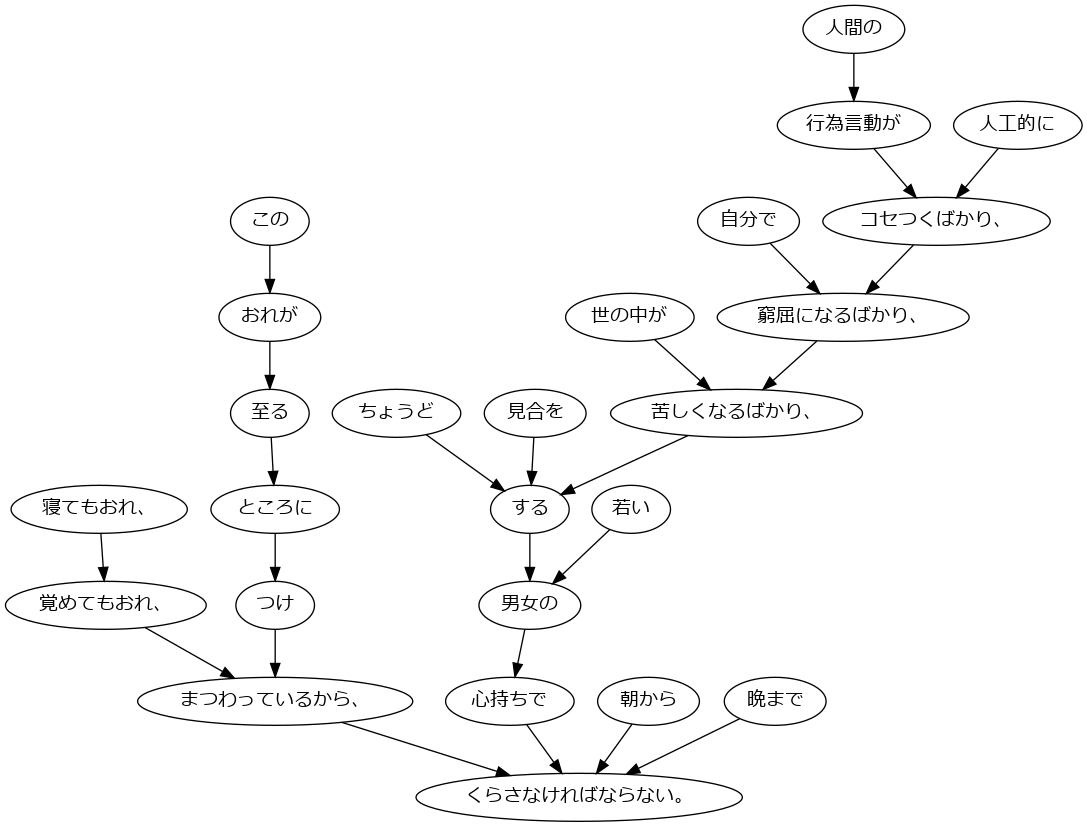 人間の
行為言動が
人工的に
この
自分で
コセつくばかり、
おれが
世の中が
窮屈になるばかり、
至る
ちょうど
見合を
苦しくなるばかり、
寝てもおれ、
ところに
する
若い
覚めてもおれ、
つけ
男女の
まつわっているから、
心持ちで
朝から
晩まで
くらさなければならない。